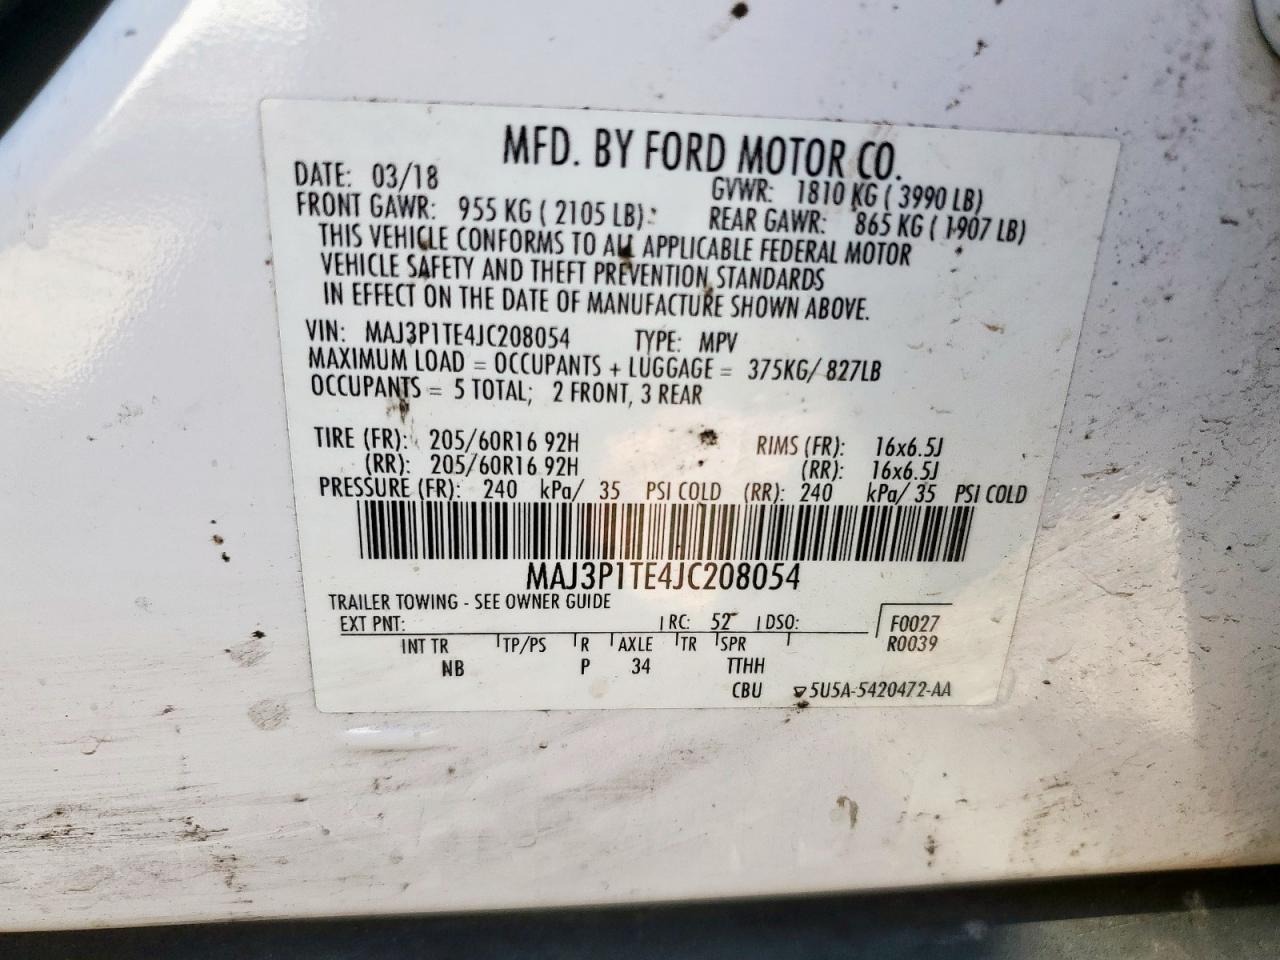 MFD. BY FORD MOTOR CO.
DATE: 03/18 GVWR: 1810 KG ( 3990 LB)
FRONT GAWR: 955 KG ( 2105 LB): REAR GAWR: 865 KG ( 1907 LB)
THIS VEHICLE CONFORMS TO ALL APPLICABLE FEDERAL MOTOR
VEHICLE SAFETY AND THEFT PREVENTION STANDARDS
IN EFFECT ON THE DATE OF MANUFACTURE SHOWN ABOVE.
VIN: MAJ3P1TE4JC208054 TYPE: MPV
MAXIMUM LOAD = OCCUPANTS + LUGGAGE = 375KG/ 827LB
OCCUPANTS = 5 TOTAL; 2 FRONT, 3 REAR
TIRE (FR): 205/60R16 92H RIMS (FR): 16x6.5J
(RR): 205/60R16 92H (RR): 16x6.5J
PRESSURE (FR): 240 kPa/ 35 PSI COLD (RR): 240 kPa/ 35 PSI COLD
MAJ3P1TE4JC208054
TRAILER TOWING - SEE OWNER GUIDE
EXT PNT: RC: 52 DSO: F0027
INT TR TP/PS R AXLE TR SPR R0039
NB P 34 TTHH
CBU 5U5A-5420472-AA